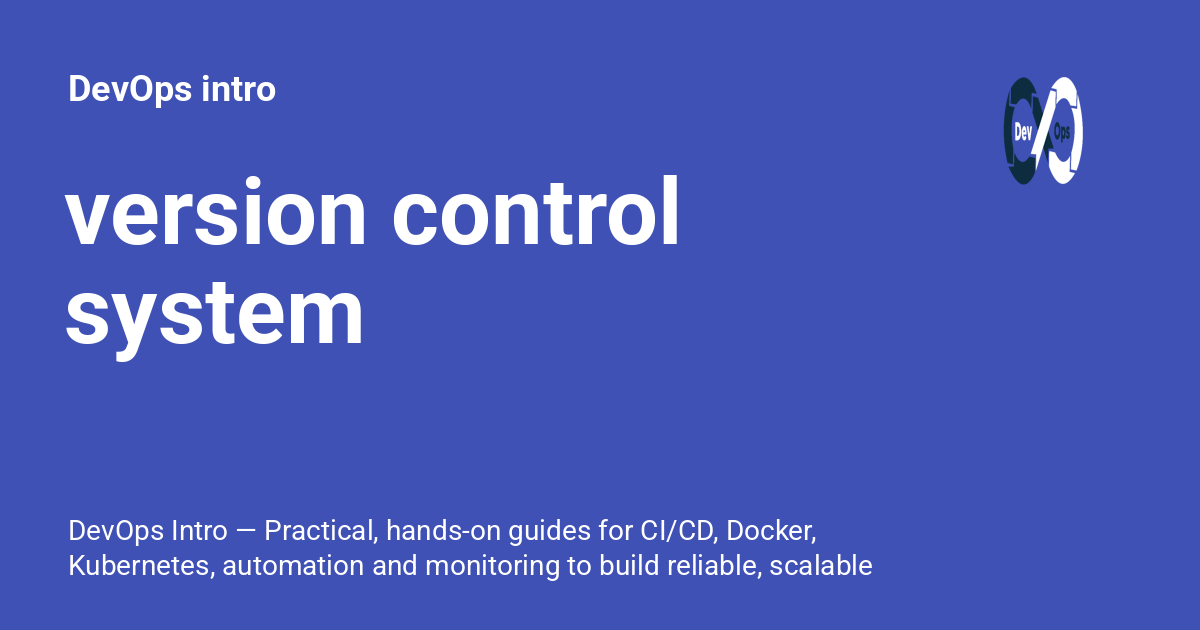 DevOps intro
Dev Ops
version control
system
DevOps Intro — Practical, hands-on guides for CI/CD, Docker,
Kubernetes, automation and monitoring to build reliable, scalable